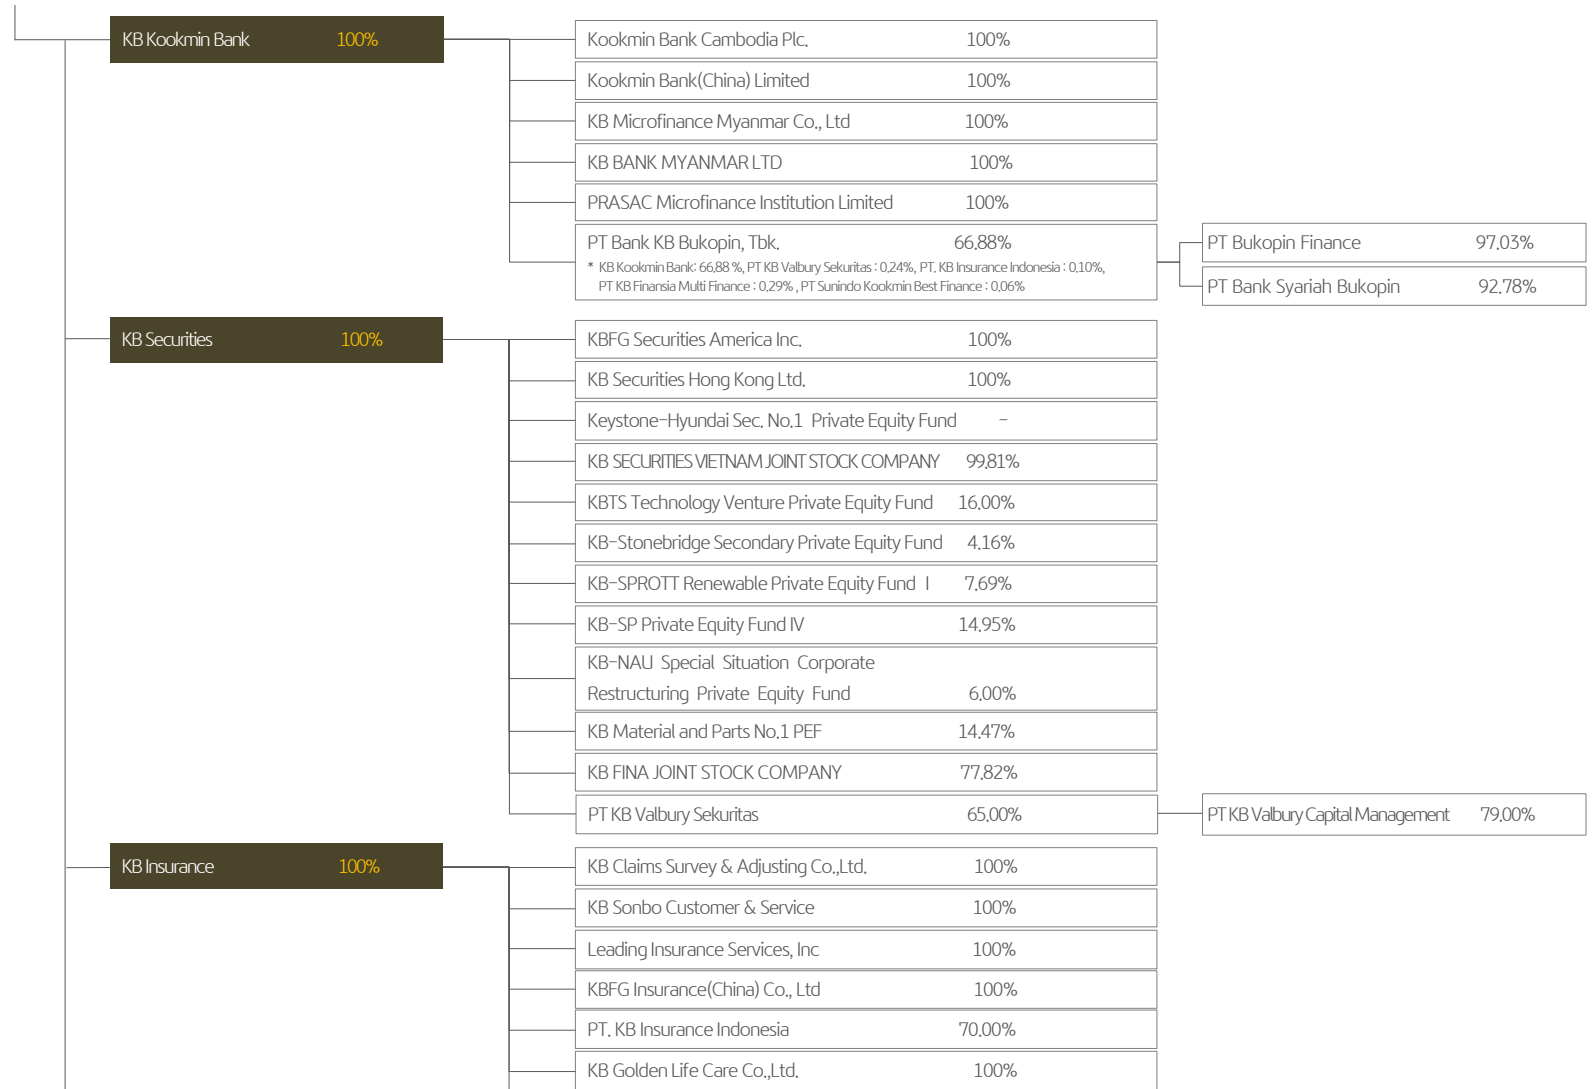 KB Kookmin Bank 100%
Kookmin Bank Cambodia Plc. 100%
Kookmin Bank(China) Limited 100%
KB Microfinance Myanmar Co., Ltd 100%
KB BANK MYANMAR LTD 100%
PRASAC Microfinance Institution Limited 100%
PT Bank KB Bukopin, Tbk. 66.88%
* KB Kookmin Bank: 66.88 %, PT KB Valbury Sekuritas : 0.24%, PT. KB Insurance Indonesia : 0.10%,
PT KB Finansia Multi Finance : 0.29% , PT Sunindo Kookmin Best Finance : 0.06%
PT Bukopin Finance 97.03%
PT Bank Syariah Bukopin 92.78%
KB Securities 100%
KBFG Securities America Inc. 100%
KB Securities Hong Kong Ltd. 100%
Keystone-Hyundai Sec. No.1 Private Equity Fund -
KB SECURITIES VIETNAM JOINT STOCK COMPANY 99.81%
KBTS Technology Venture Private Equity Fund 16.00%
KB-Stonebridge Secondary Private Equity Fund 4.16%
KB-SPROTT Renewable Private Equity Fund I 7.69%
KB-SP Private Equity Fund IV 14.95%
KB-NAU Special Situation Corporate
Restructuring Private Equity Fund 6.00%
KB Material and Parts No.1 PEF 14.47%
KB FINA JOINT STOCK COMPANY 77.82%
PT KB Valbury Sekuritas 65.00%
PT KB Valbury Capital Management 79.00%
KB Insurance 100%
KB Claims Survey & Adjusting Co.,Ltd. 100%
KB Sonbo Customer & Service 100%
Leading Insurance Services, Inc 100%
KBFG Insurance(China) Co., Ltd 100%
PT. KB Insurance Indonesia 70.00%
KB Golden Life Care Co.,Ltd. 100%